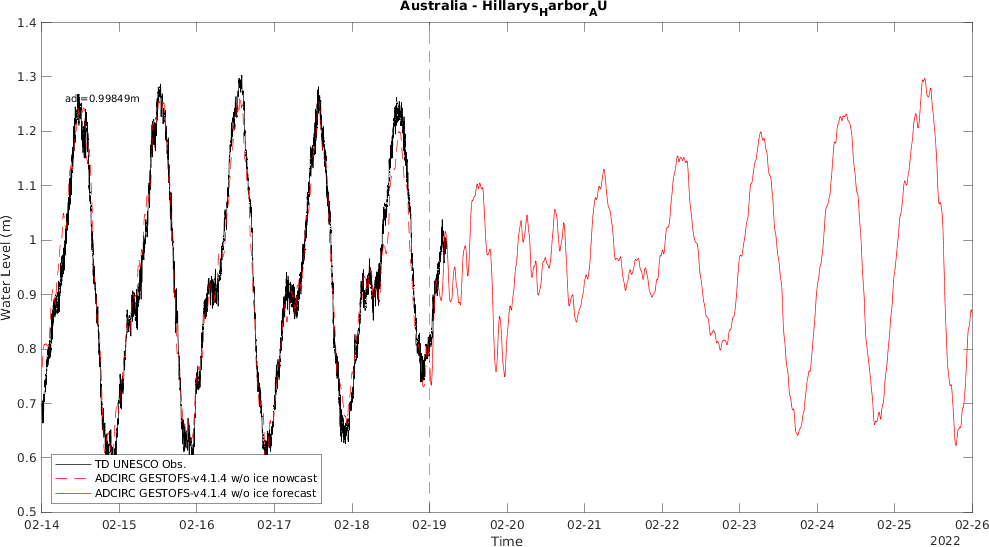 Australia - HillarysHarborAU
1.4
1.3
1.2
1.1
1
0.9
0.8
0.7
0.6
0.5
Water Level (m)
adj=0.99849m
TD UNESCO Obs.
ADCIRC GESTOFS-v4.1.4 w/o ice nowcast
ADCIRC GESTOFS-v4.1.4 w/o ice forecast
02-14 02-15 02-16 02-17 02-18 02-19 02-20 02-21 02-22 02-23 02-24 02-25 02-26
Time
2022